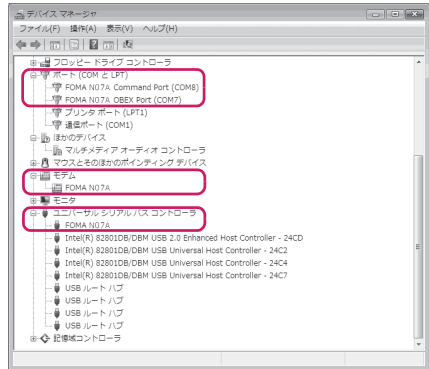 デバイス マネージャ
ファイル(F) 操作(A) 表示(V) ヘルプ(H)
フロッピー ドライブ コントローラ
ポート (COM と LPT)
FOMA N07A Command Port (COM8)
FOMA N07A OBEX Port (COM7)
プリンタ ポート (LPT1)
通信ポート (COM1)
ほかのデバイス
マルチメディア オーディオ コントローラ
マウスとそのほかのポインティング デバイス
モデム
FOMA N07A
モニタ
ユニバーサル シリアル バス コントローラ
FOMA N07A
Intel(R) 82801DB/DBM USB 2.0 Enhanced Host Controller - 24CD
Intel(R) 82801DB/DBM USB Universal Host Controller - 24C2
Intel(R) 82801DB/DBM USB Universal Host Controller - 24C4
Intel(R) 82801DB/DBM USB Universal Host Controller - 24C7
USB ルート ハブ
USB ルート ハブ
USB ルート ハブ
USB ルート ハブ
記憶域コントローラ